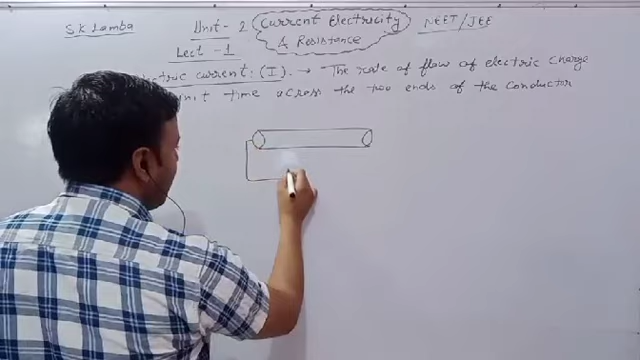 S.K Lamba Unit- 2 Current Electricity NEET/JEE
Lect-1 & Resistance
tric current: (I). → The rate of flow of electric charge
unit time across the two ends of the conductor